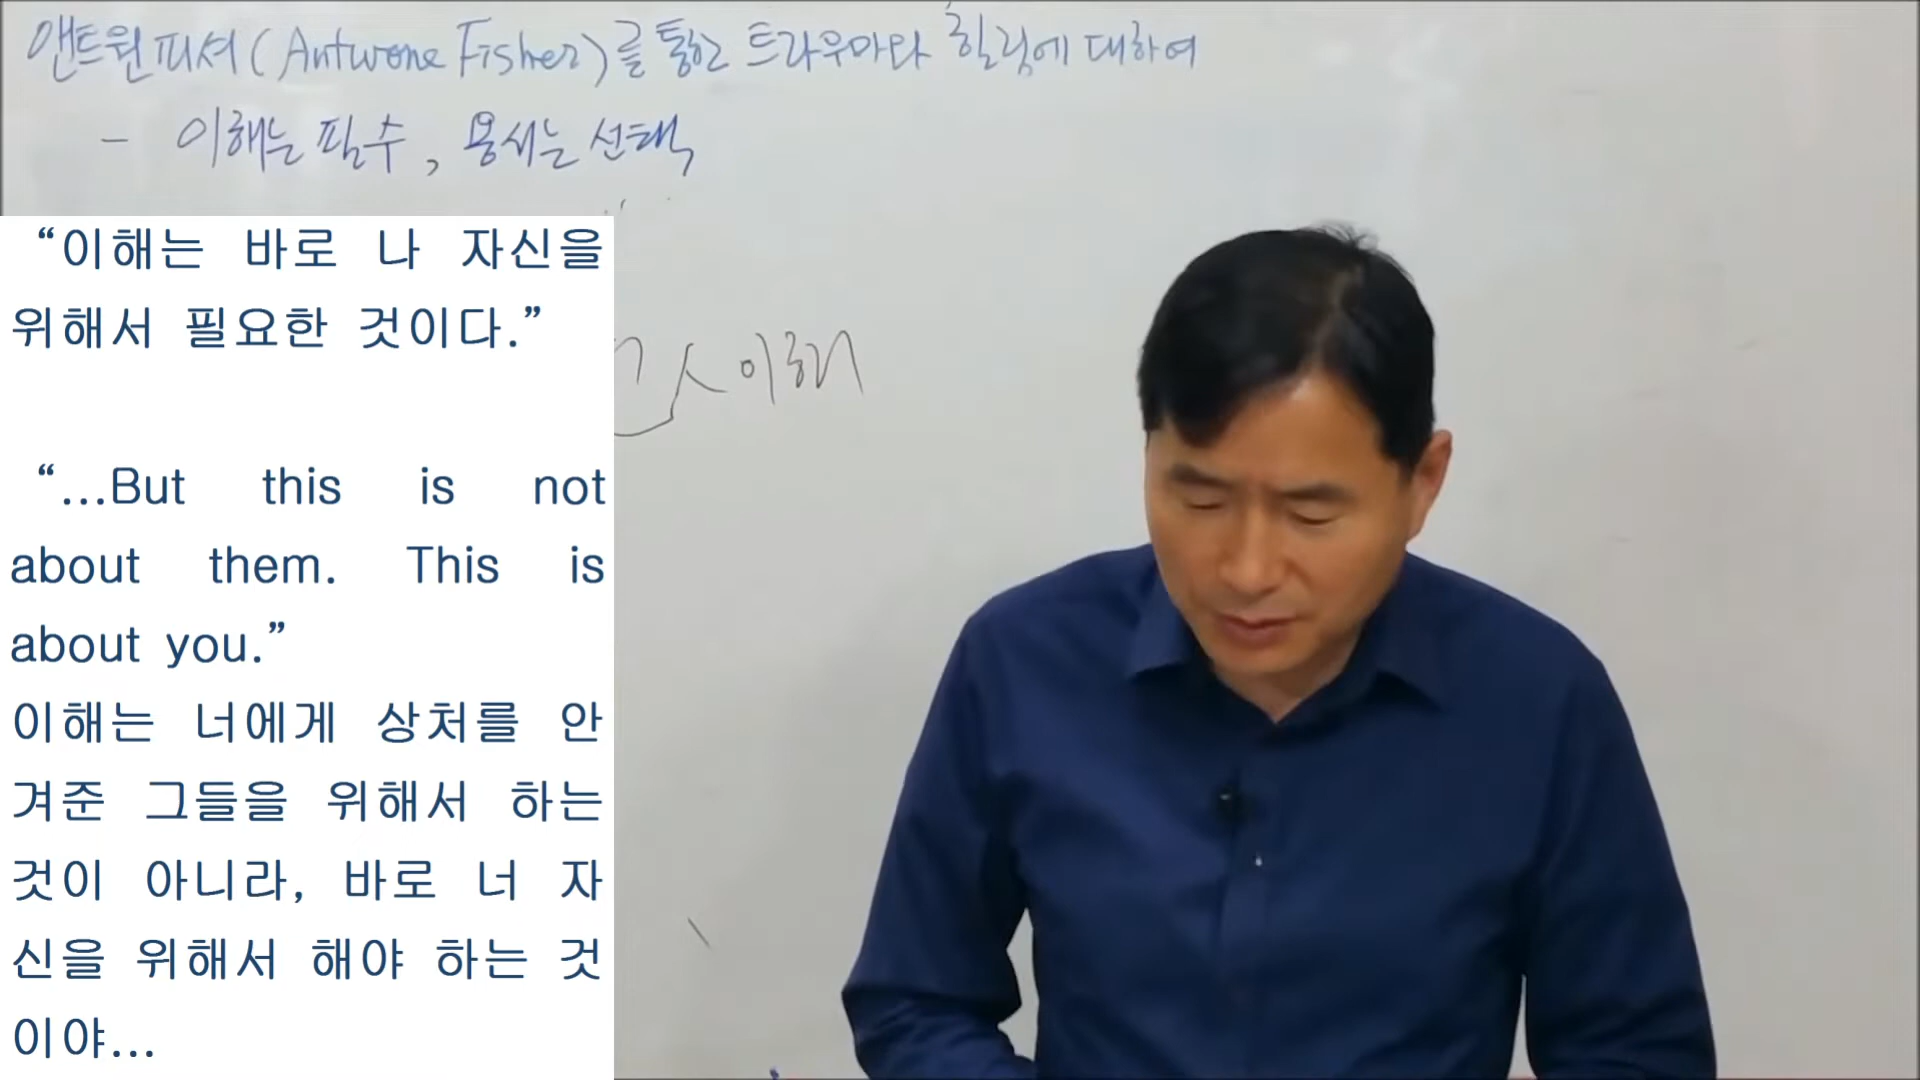 앤트원 피셔(Antwone Fisher)를 통한 트라우마와 힐링에 대하여
- 이해는 필수, 용서는 선택
“이해는 바로 나 자신을
위해서 필요한 것이다.”
이해
“...But this is not
about them. This is
about you.”
이해는 너에게 상처를 안
겨준 그들을 위해서 하는
것이 아니라, 바로 너 자
신을 위해서 해야 하는 것
이야...